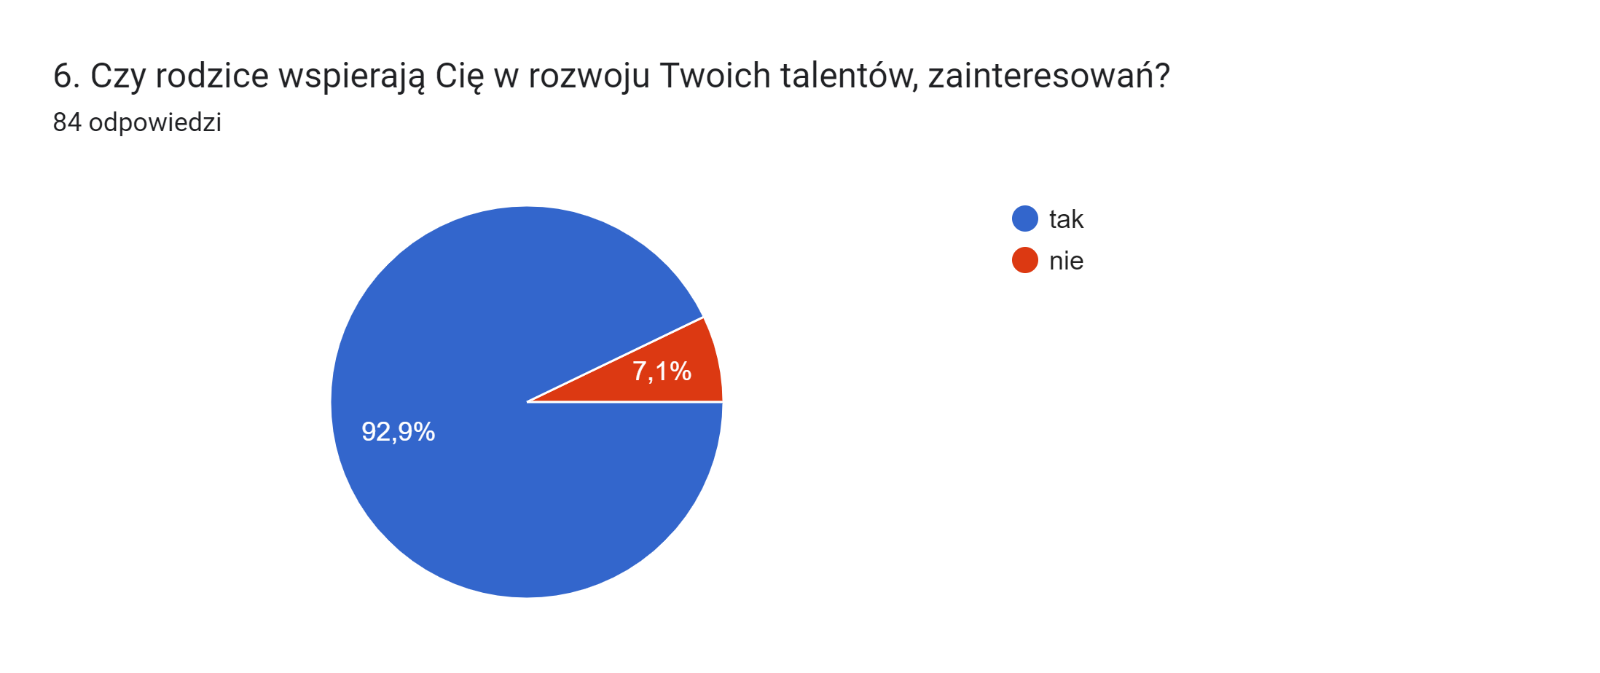 6. Czy rodzice wspierają Cię w rozwoju Twoich talentów, zainteresowań?
84 odpowiedzi
tak
nie
7,1%
92,9%